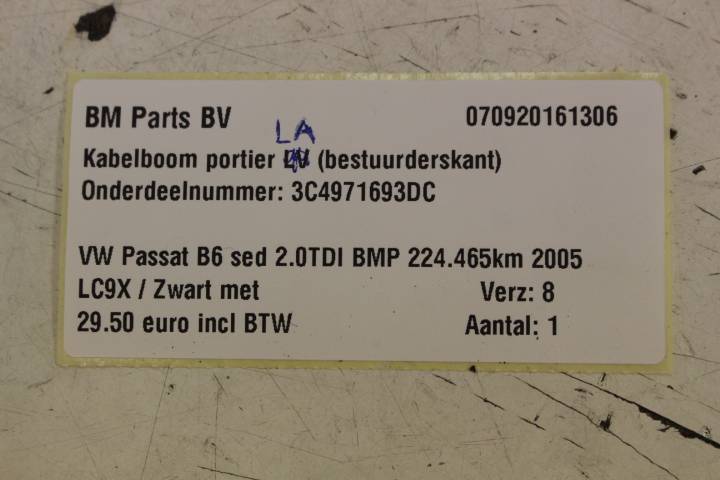 BM Parts BV 070920161306
LA
Kabelboom portier LV (bestuurderskant)
Onderdeelnummer: 3C4971693DC
VW Passat B6 sed 2.0TDI BMP 224.465km 2005
LC9X / Zwart met Verz: 8
29.50 euro incl BTW Aantal: 1